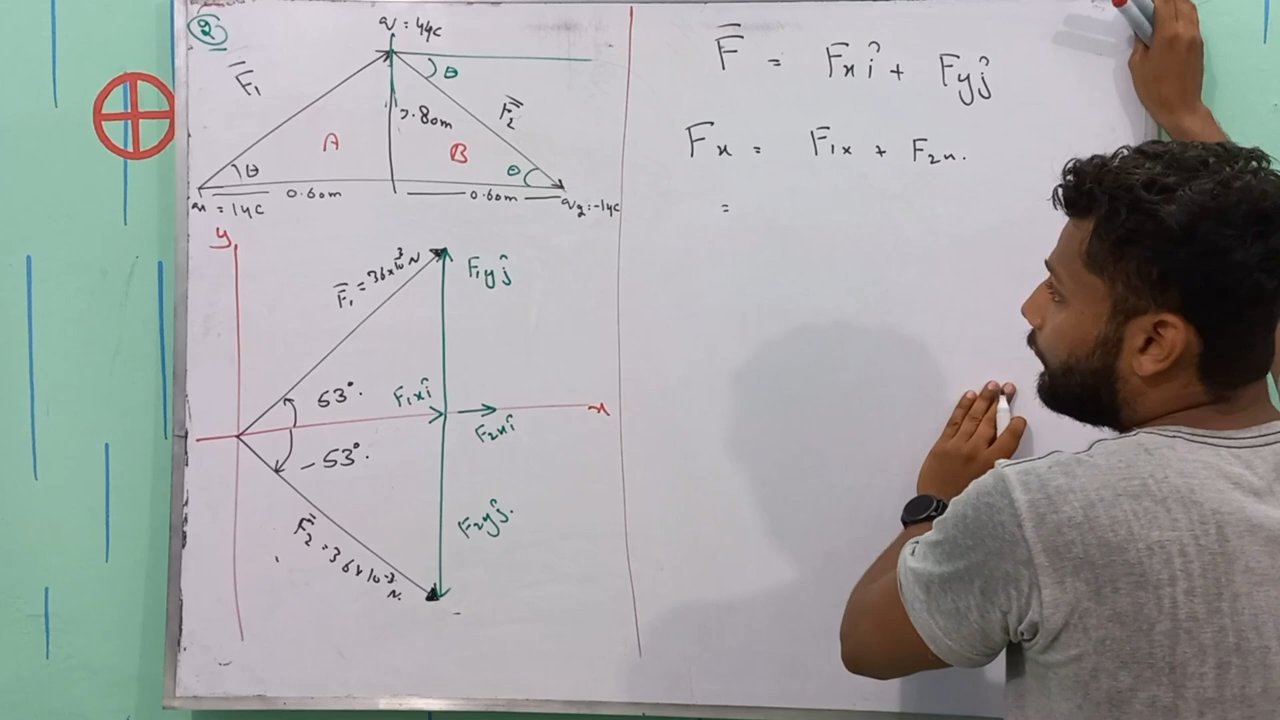 2
q = 4μC
F̄₁
θ
F̄₂
0.80m
A
B
θ
θ
0.60m
0.60m
q₁ = 1μC
q₂ = -1μC
y
F̄₁ = 36×10⁻³ N
F₁y ĵ
53°
F₁x î
x
F₂x î
-53°.
F₂y ĵ.
F̄₂ = 36×10⁻³
N.
F̄ = Fx î + Fy ĵ
Fx = F₁x + F₂x.
=